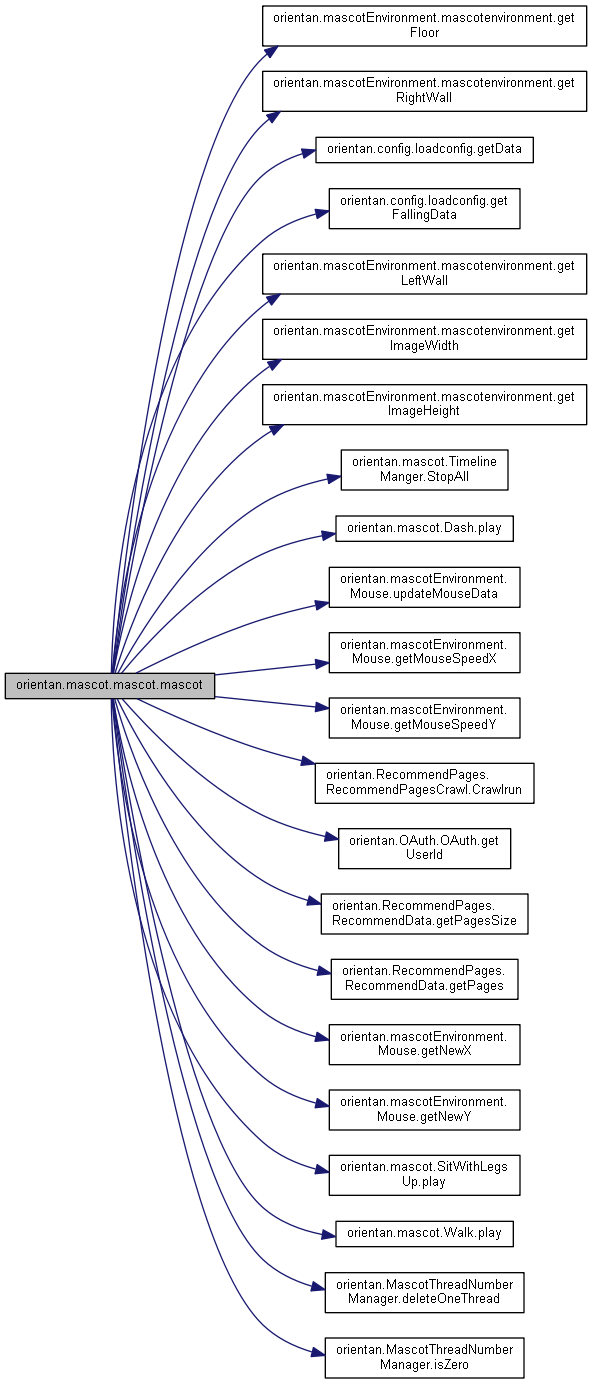 orientan.mascotEnvironment.mascotenvironment.get
Floor
orientan.mascotEnvironment.mascotenvironment.get
RightWall
orientan.config.loadconfig.getData
orientan.config.loadconfig.get
FallingData
orientan.mascotEnvironment.mascotenvironment.get
LeftWall
orientan.mascotEnvironment.mascotenvironment.get
ImageWidth
orientan.mascotEnvironment.mascotenvironment.get
ImageHeight
orientan.mascot.Timeline
Manger.StopAll
orientan.mascot.Dash.play
orientan.mascotEnvironment.
Mouse.updateMouseData
orientan.mascotEnvironment.
Mouse.getMouseSpeedX
orientan.mascot.mascot.mascot
orientan.mascotEnvironment.
Mouse.getMouseSpeedY
orientan.RecommendPages.
RecommendPagesCrawl.Crawlrun
orientan.OAuth.OAuth.get
UserId
orientan.RecommendPages.
RecommendData.getPagesSize
orientan.RecommendPages.
RecommendData.getPages
orientan.mascotEnvironment.
Mouse.getNewX
orientan.mascotEnvironment.
Mouse.getNewY
orientan.mascot.SitWithLegs
Up.play
orientan.mascot.Walk.play
orientan.MascotThreadNumber
Manager.deleteOneThread
orientan.MascotThreadNumber
Manager.isZero